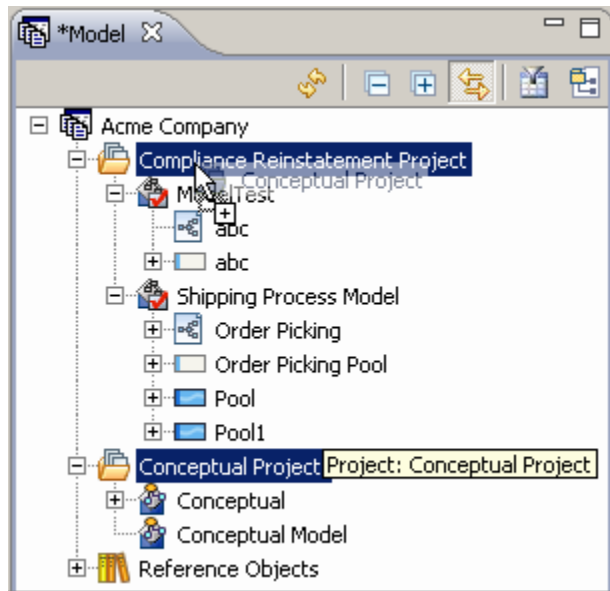 *Model
Acme Company
Compliance Reinstatement Project
Conceptual Project
ModelTest
abc
abc
Shipping Process Model
Order Picking
Order Picking Pool
Pool
Pool1
Conceptual Project Project: Conceptual Project
Conceptual
Conceptual Model
Reference Objects